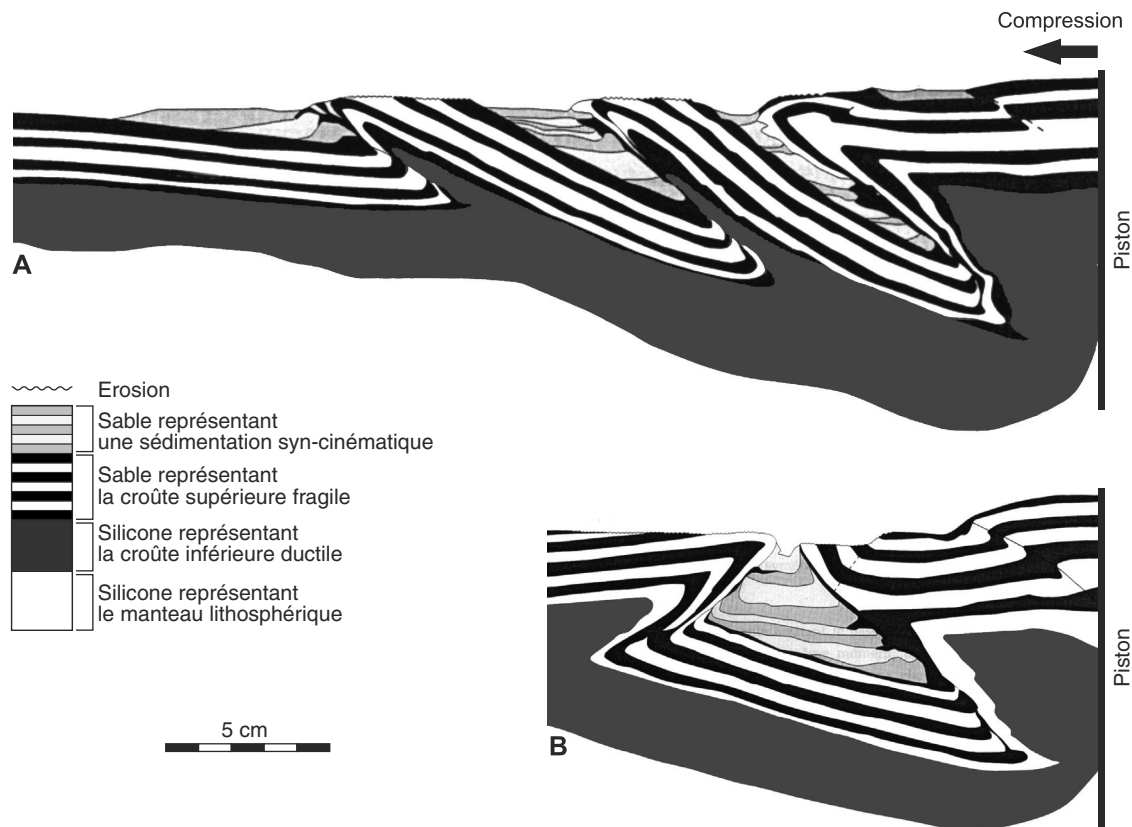 Compression
Piston
A
Erosion
Sable représentant
une sédimentation syn-cinématique
Sable représentant
la croûte supérieure fragile
Silicone représentant
la croûte inférieure ductile
Silicone représentant
le manteau lithosphérique
5 cm
B
Piston